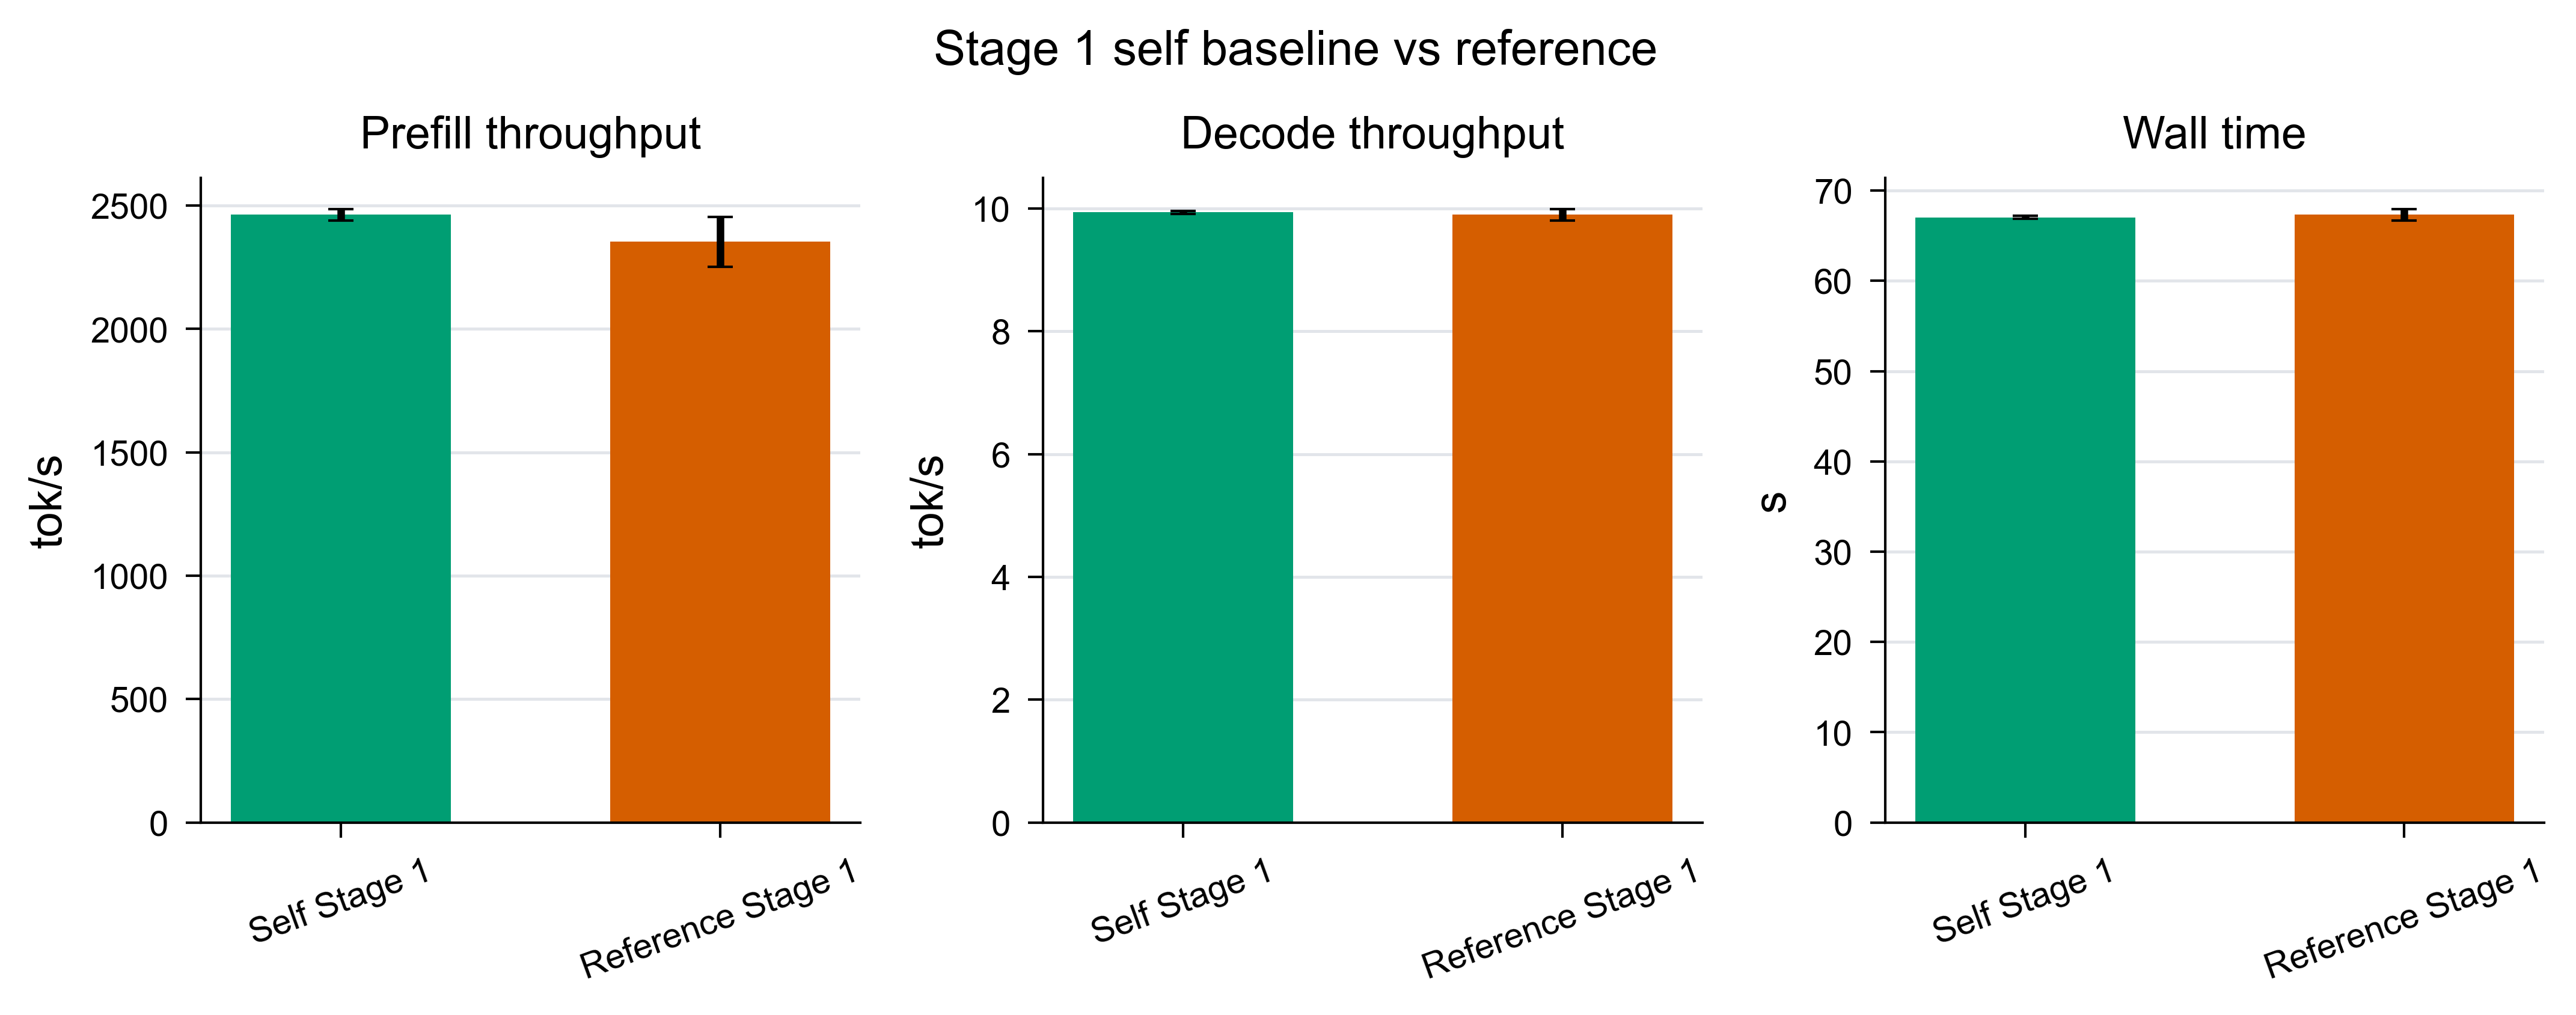 Stage 1 self baseline vs reference
Prefill throughput
tok/s
2500
2000
1500
1000
500
0
Self Stage 1
Reference Stage 1
Decode throughput
tok/s
10
8
6
4
2
0
Self Stage 1
Reference Stage 1
Wall time
s
70
60
50
40
30
20
10
0
Self Stage 1
Reference Stage 1